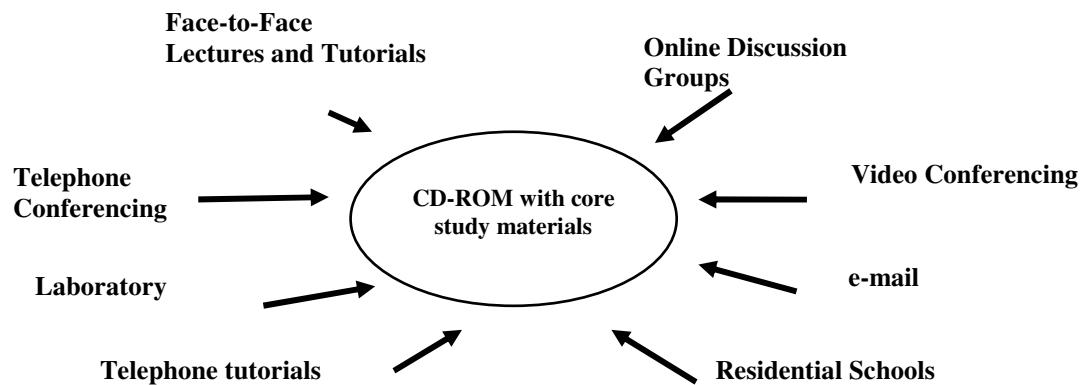 Face-to-Face
Lectures and Tutorials
Online Discussion
Groups
Telephone
Conferencing
CD-ROM with core
study materials
Video Conferencing
Laboratory
e-mail
Telephone tutorials
Residential Schools